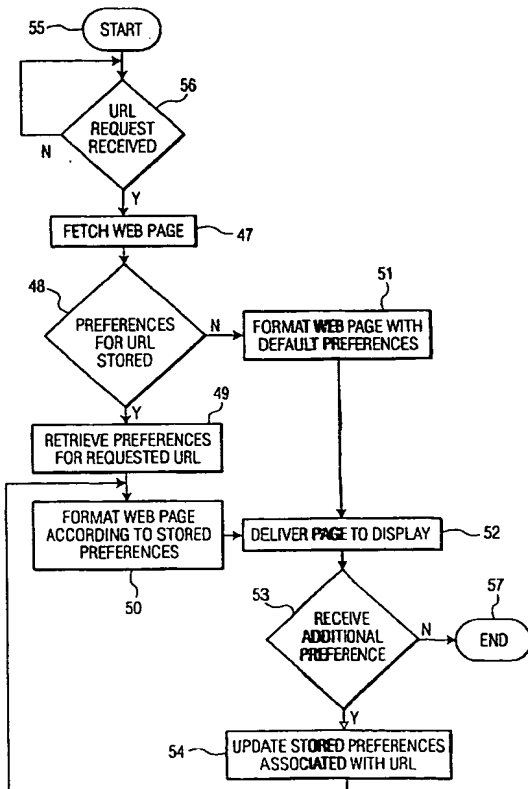 55
START
56
URL
REQUEST
RECEIVED
N
Y
FETCH WEB PAGE
47
48
PREFERENCES
FOR URL
STORED
N
51
FORMAT WEB PAGE WITH
DEFAULT PREFERENCES
Y
49
RETRIEVE PREFERENCES
FOR REQUESTED URL
FORMAT WEB PAGE
ACCORDING TO STORED
PREFERENCES
50
DELIVER PAGE TO DISPLAY
52
53
RECEIVE
ADDITIONAL
PREFERENCE
N
57
END
Y
54
UPDATE STORED PREFERENCES
ASSOCIATED WITH URL